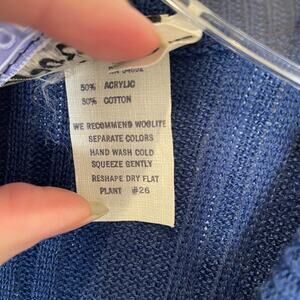 50% ACRYLIC
50% COTTON
WE RECOMMEND WOOLITE
SEPARATE COLORS
HAND WASH COLD
SQUEEZE GENTLY
RESHAPE DRY FLAT
PLANT #26